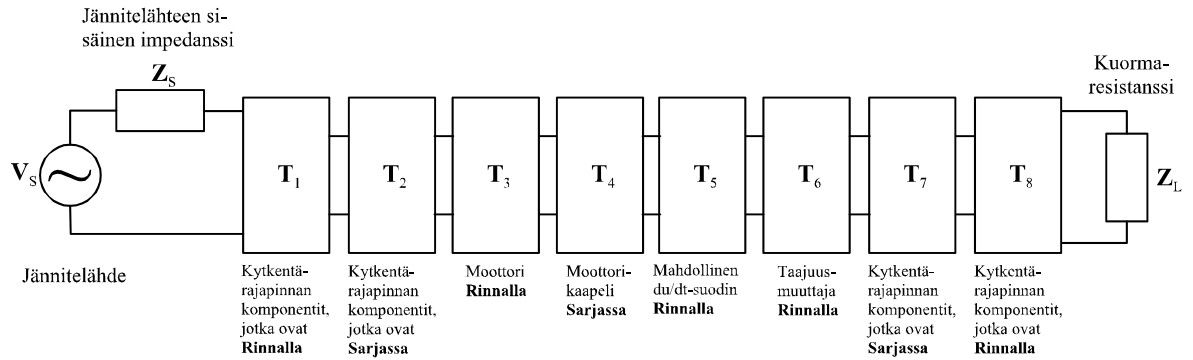 Jännitelähteen si-
säinen impedanssi
Z_S
Kuorma-
resistanssi
V_S
T_1
T_2
T_3
T_4
T_5
T_6
T_7
T_8
Z_L
Jännitelähde
Kytkentä-
rajapinnan
komponentit,
jotka ovat
Rinnalla
Kytkentä-
rajapinnan
komponentit,
jotka ovat
Sarjassa
Moottori
Rinnalla
Moottori-
kaapeli
Sarjassa
Mahdollinen
du/dt-suodin
Rinnalla
Taajuus-
muuttaja
Rinnalla
Kytkentä-
rajapinnan
komponentit,
jotka ovat
Sarjassa
Kytkentä-
rajapinnan
komponentit,
jotka ovat
Rinnalla